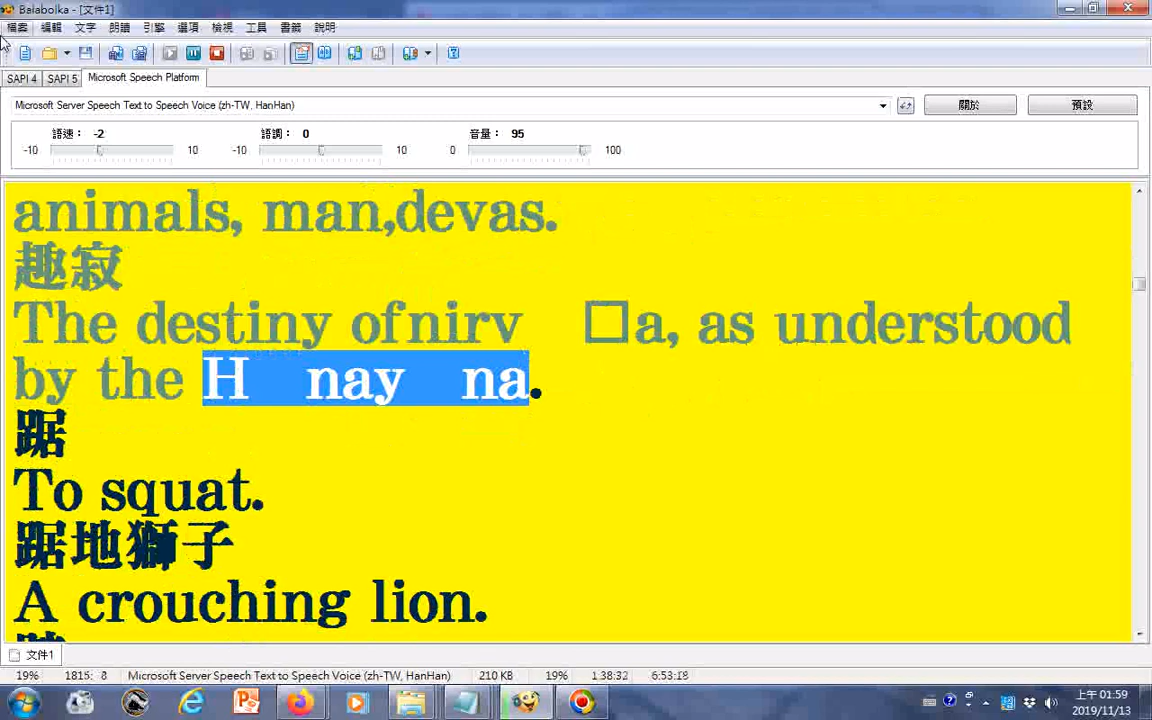 Balabolka - [文件1]
檔案 編輯 文字 朗讀 引擎 選項 檢視 工具 書籤 說明
SAPI 4 SAPI 5 Microsoft Speech Platform
Microsoft Server Speech Text to Speech Voice (zh-TW, HanHan) 關於 預設
語速： -2 語調： 0 音量： 95
-10 10 -10 10 0 100
animals, man,devas.
趣寂
The destiny ofnirv □a, as understood
by the H nay na.
踞
To squat.
踞地獅子
A crouching lion.
文件1
19% 1815: 8 Microsoft Server Speech Text to Speech Voice (zh-TW, HanHan) 210 KB 19% 1:38:32 6:53:18
上午 01:59
2019/11/13